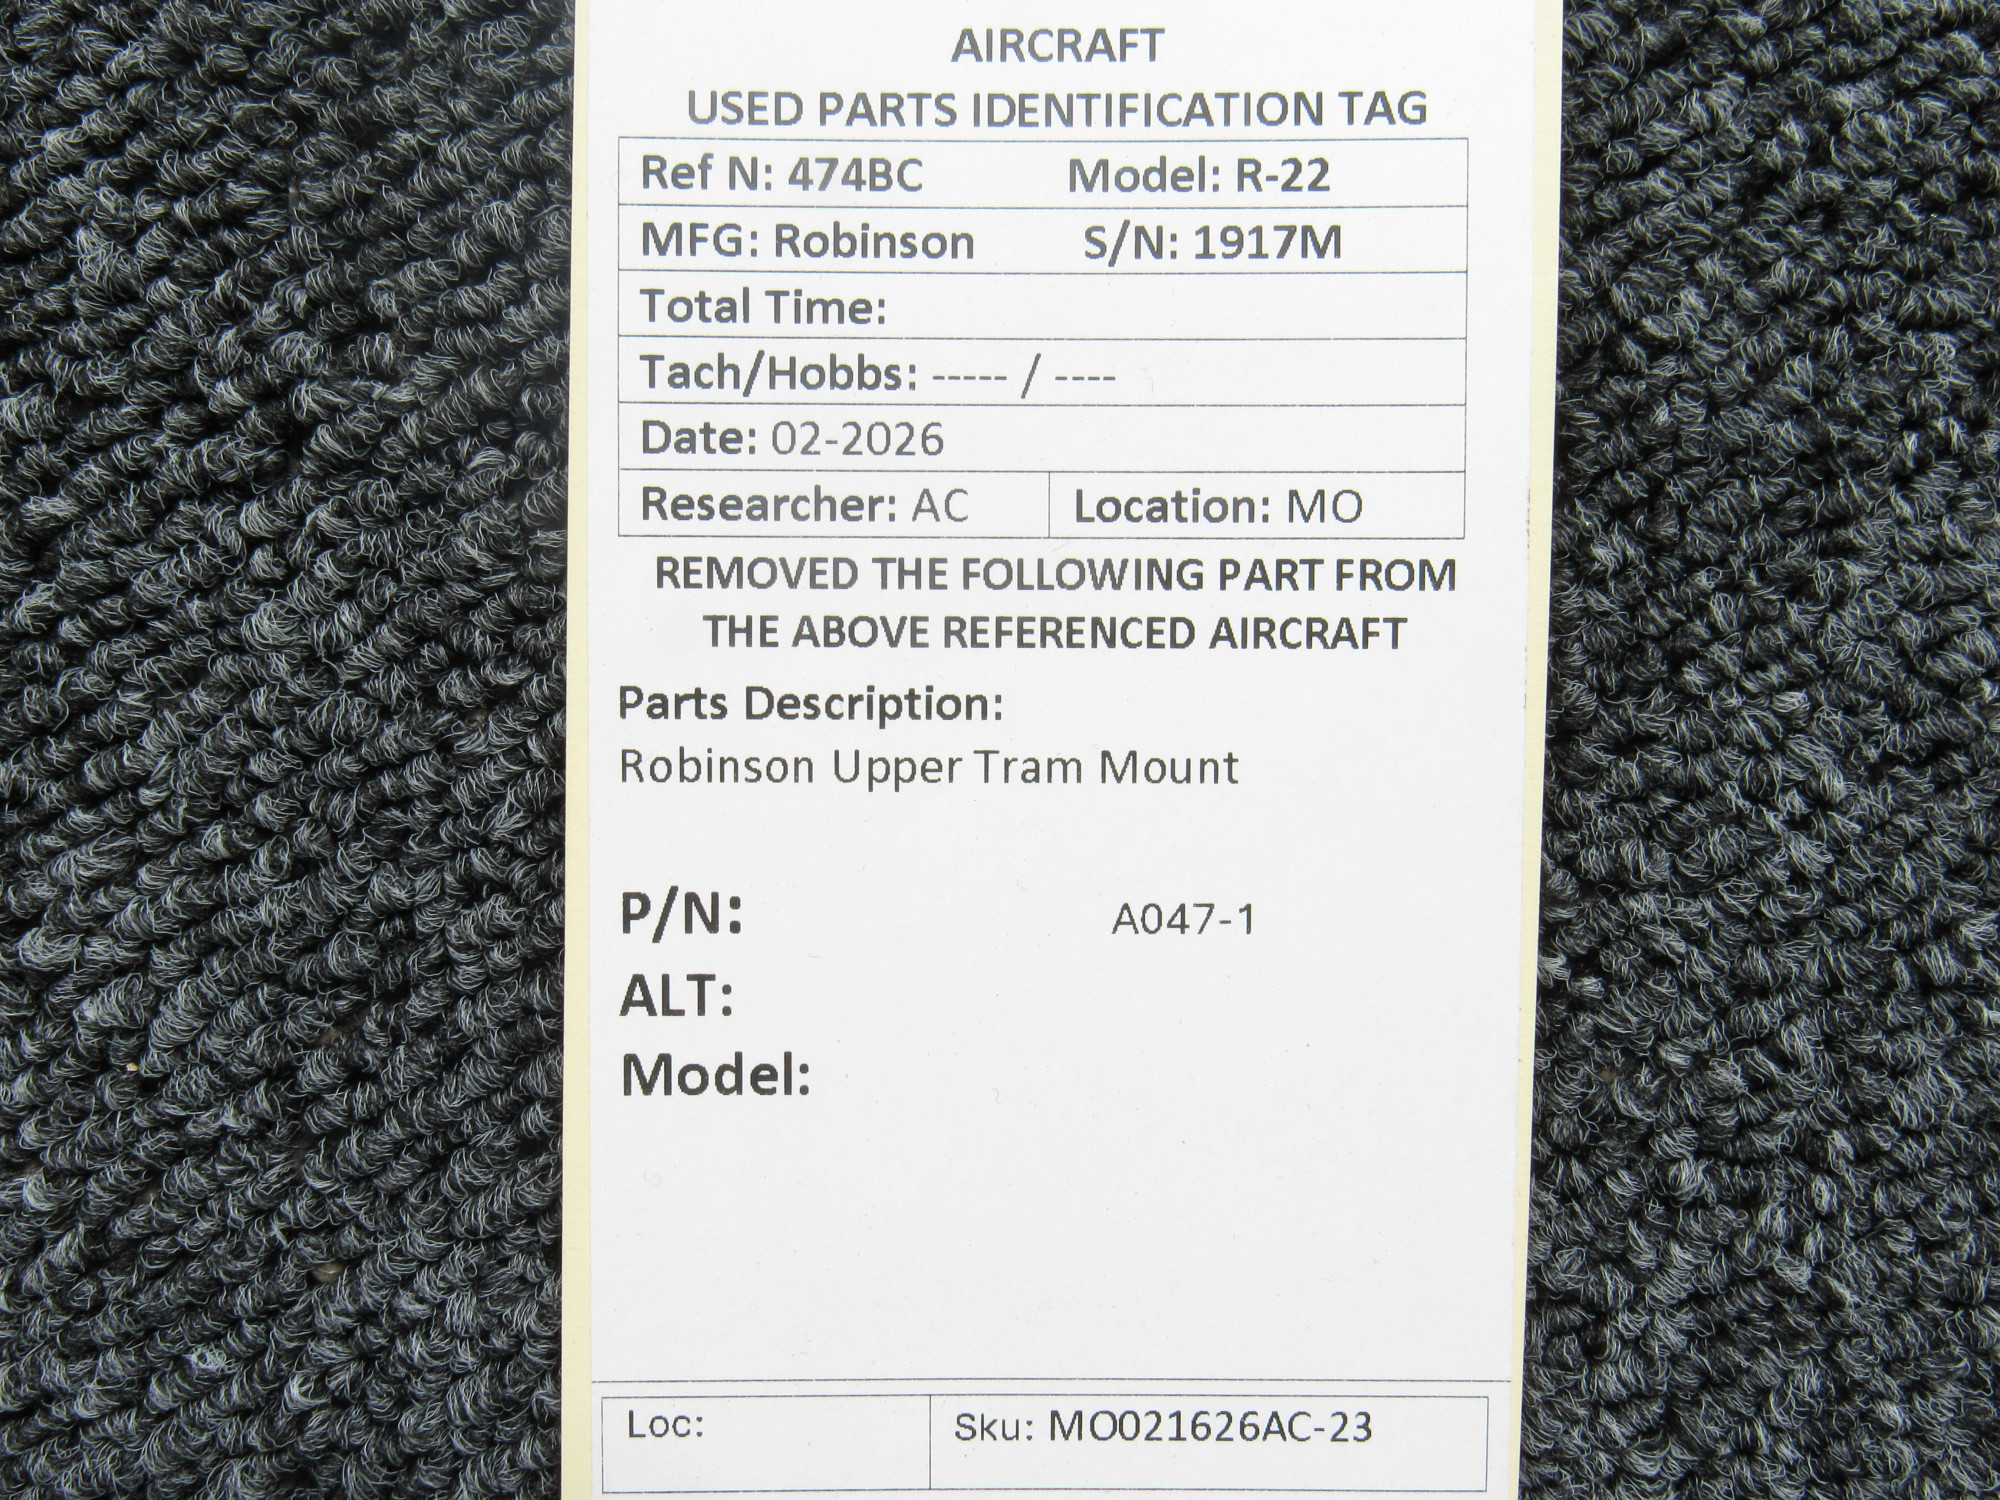 AIRCRAFT
USED PARTS IDENTIFICATION TAG
Ref N: 474BC Model: R-22
MFG: Robinson S/N: 1917M
Total Time:
Tach/Hobbs: ----- / ----
Date: 02-2026
Researcher: AC Location: MO
REMOVED THE FOLLOWING PART FROM
THE ABOVE REFERENCED AIRCRAFT
Parts Description:
Robinson Upper Tram Mount
P/N: A047-1
ALT:
Model:
Loc: Sku: MO021626AC-23